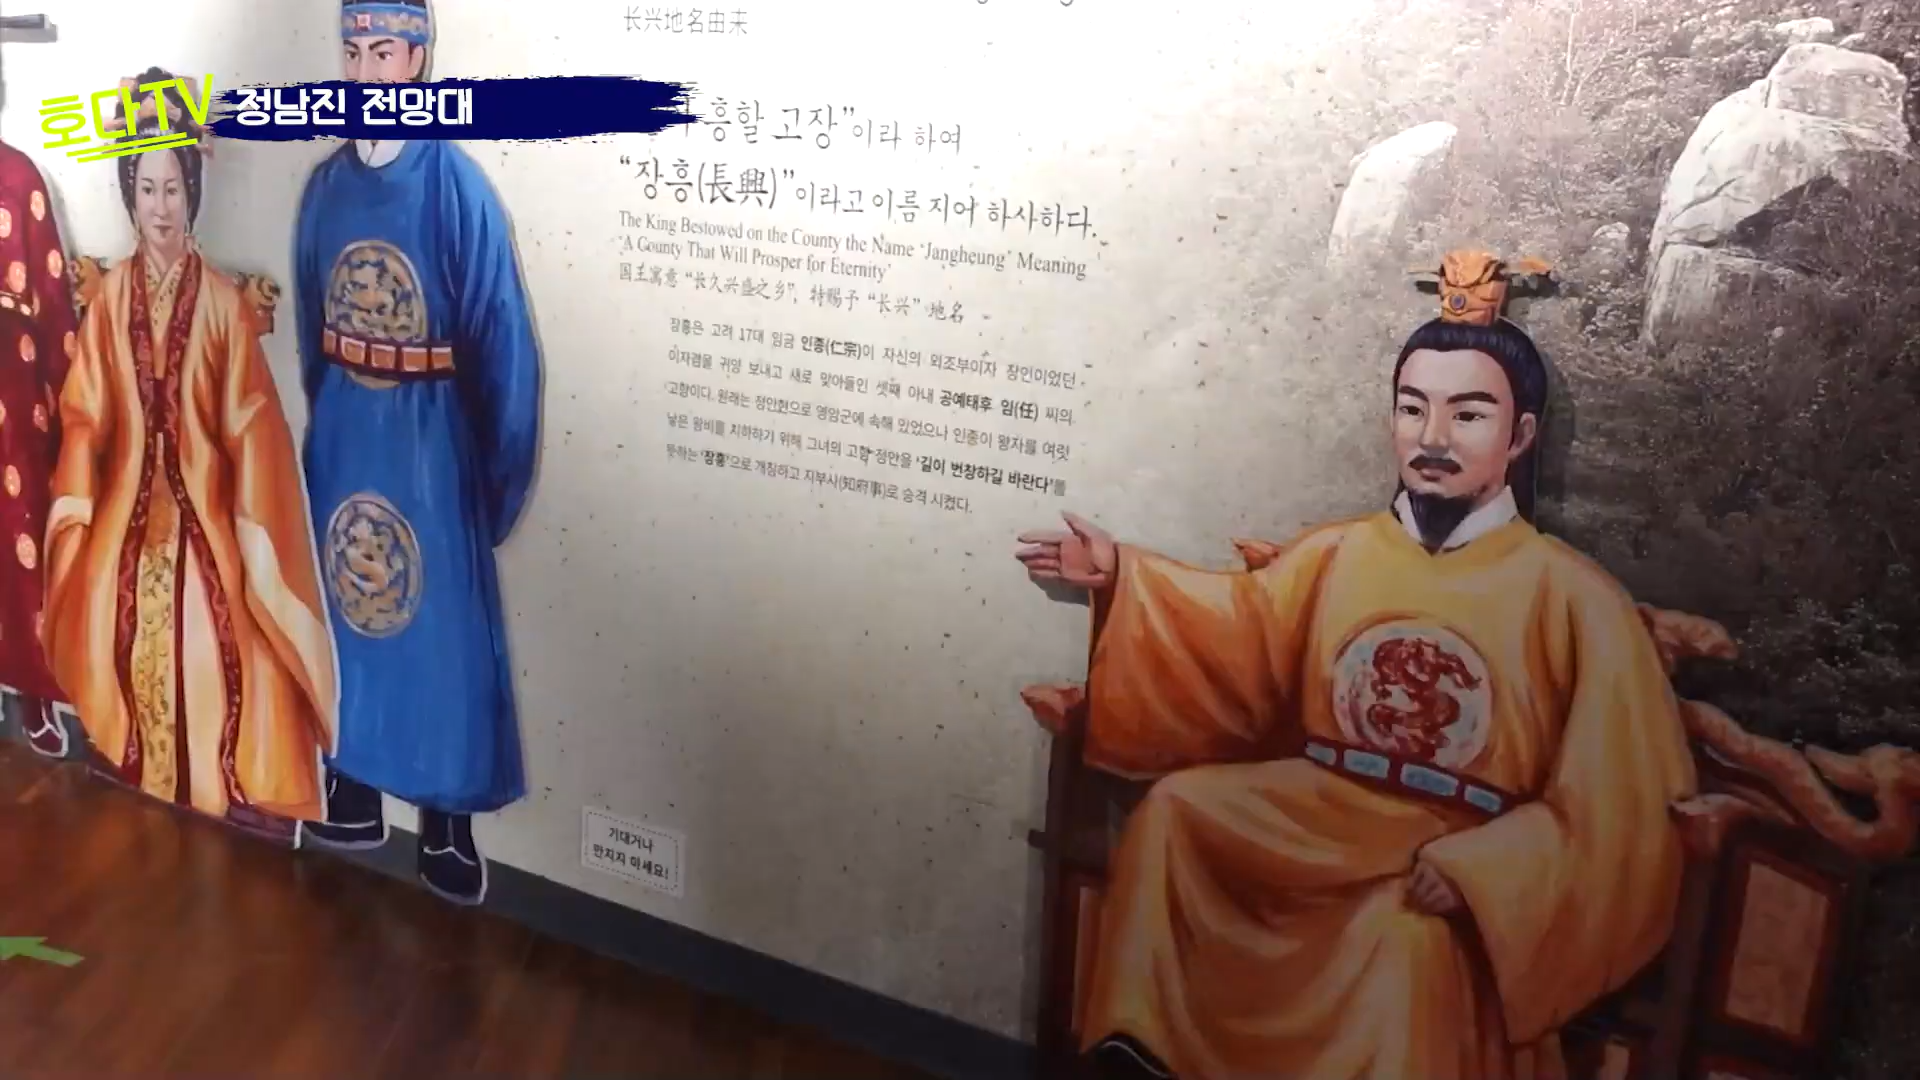 长兴地名由来
호다TV
정남진 전망대
흥할 고장”이라 하여
“장흥(長興)”이라고 이름 지어 하사하다.
The King Bestowed on the County the Name ‘Jangheung’ Meaning
‘A County That Will Prosper for Eternity’
国王寓意“长久兴盛之乡”，特赐予“长兴”地名
장흥은 고려 17대 임금 인종(仁宗)이 자신의 외조부이자 장인이었던
이자겸을 귀양 보내고 새로 맞아들인 셋째 아내 공예태후 임(任) 씨의
고향이다. 원래는 정안현으로 영암군에 속해 있었으나 인종이 왕자를 여럿
낳은 왕비를 치하하기 위해 그녀의 고향 정안을 ‘길이 번창하길 바란다’를
뜻하는 ‘장흥’으로 개칭하고 지부사(知府事)로 승격 시켰다.
기대거나
만지지 마세요!